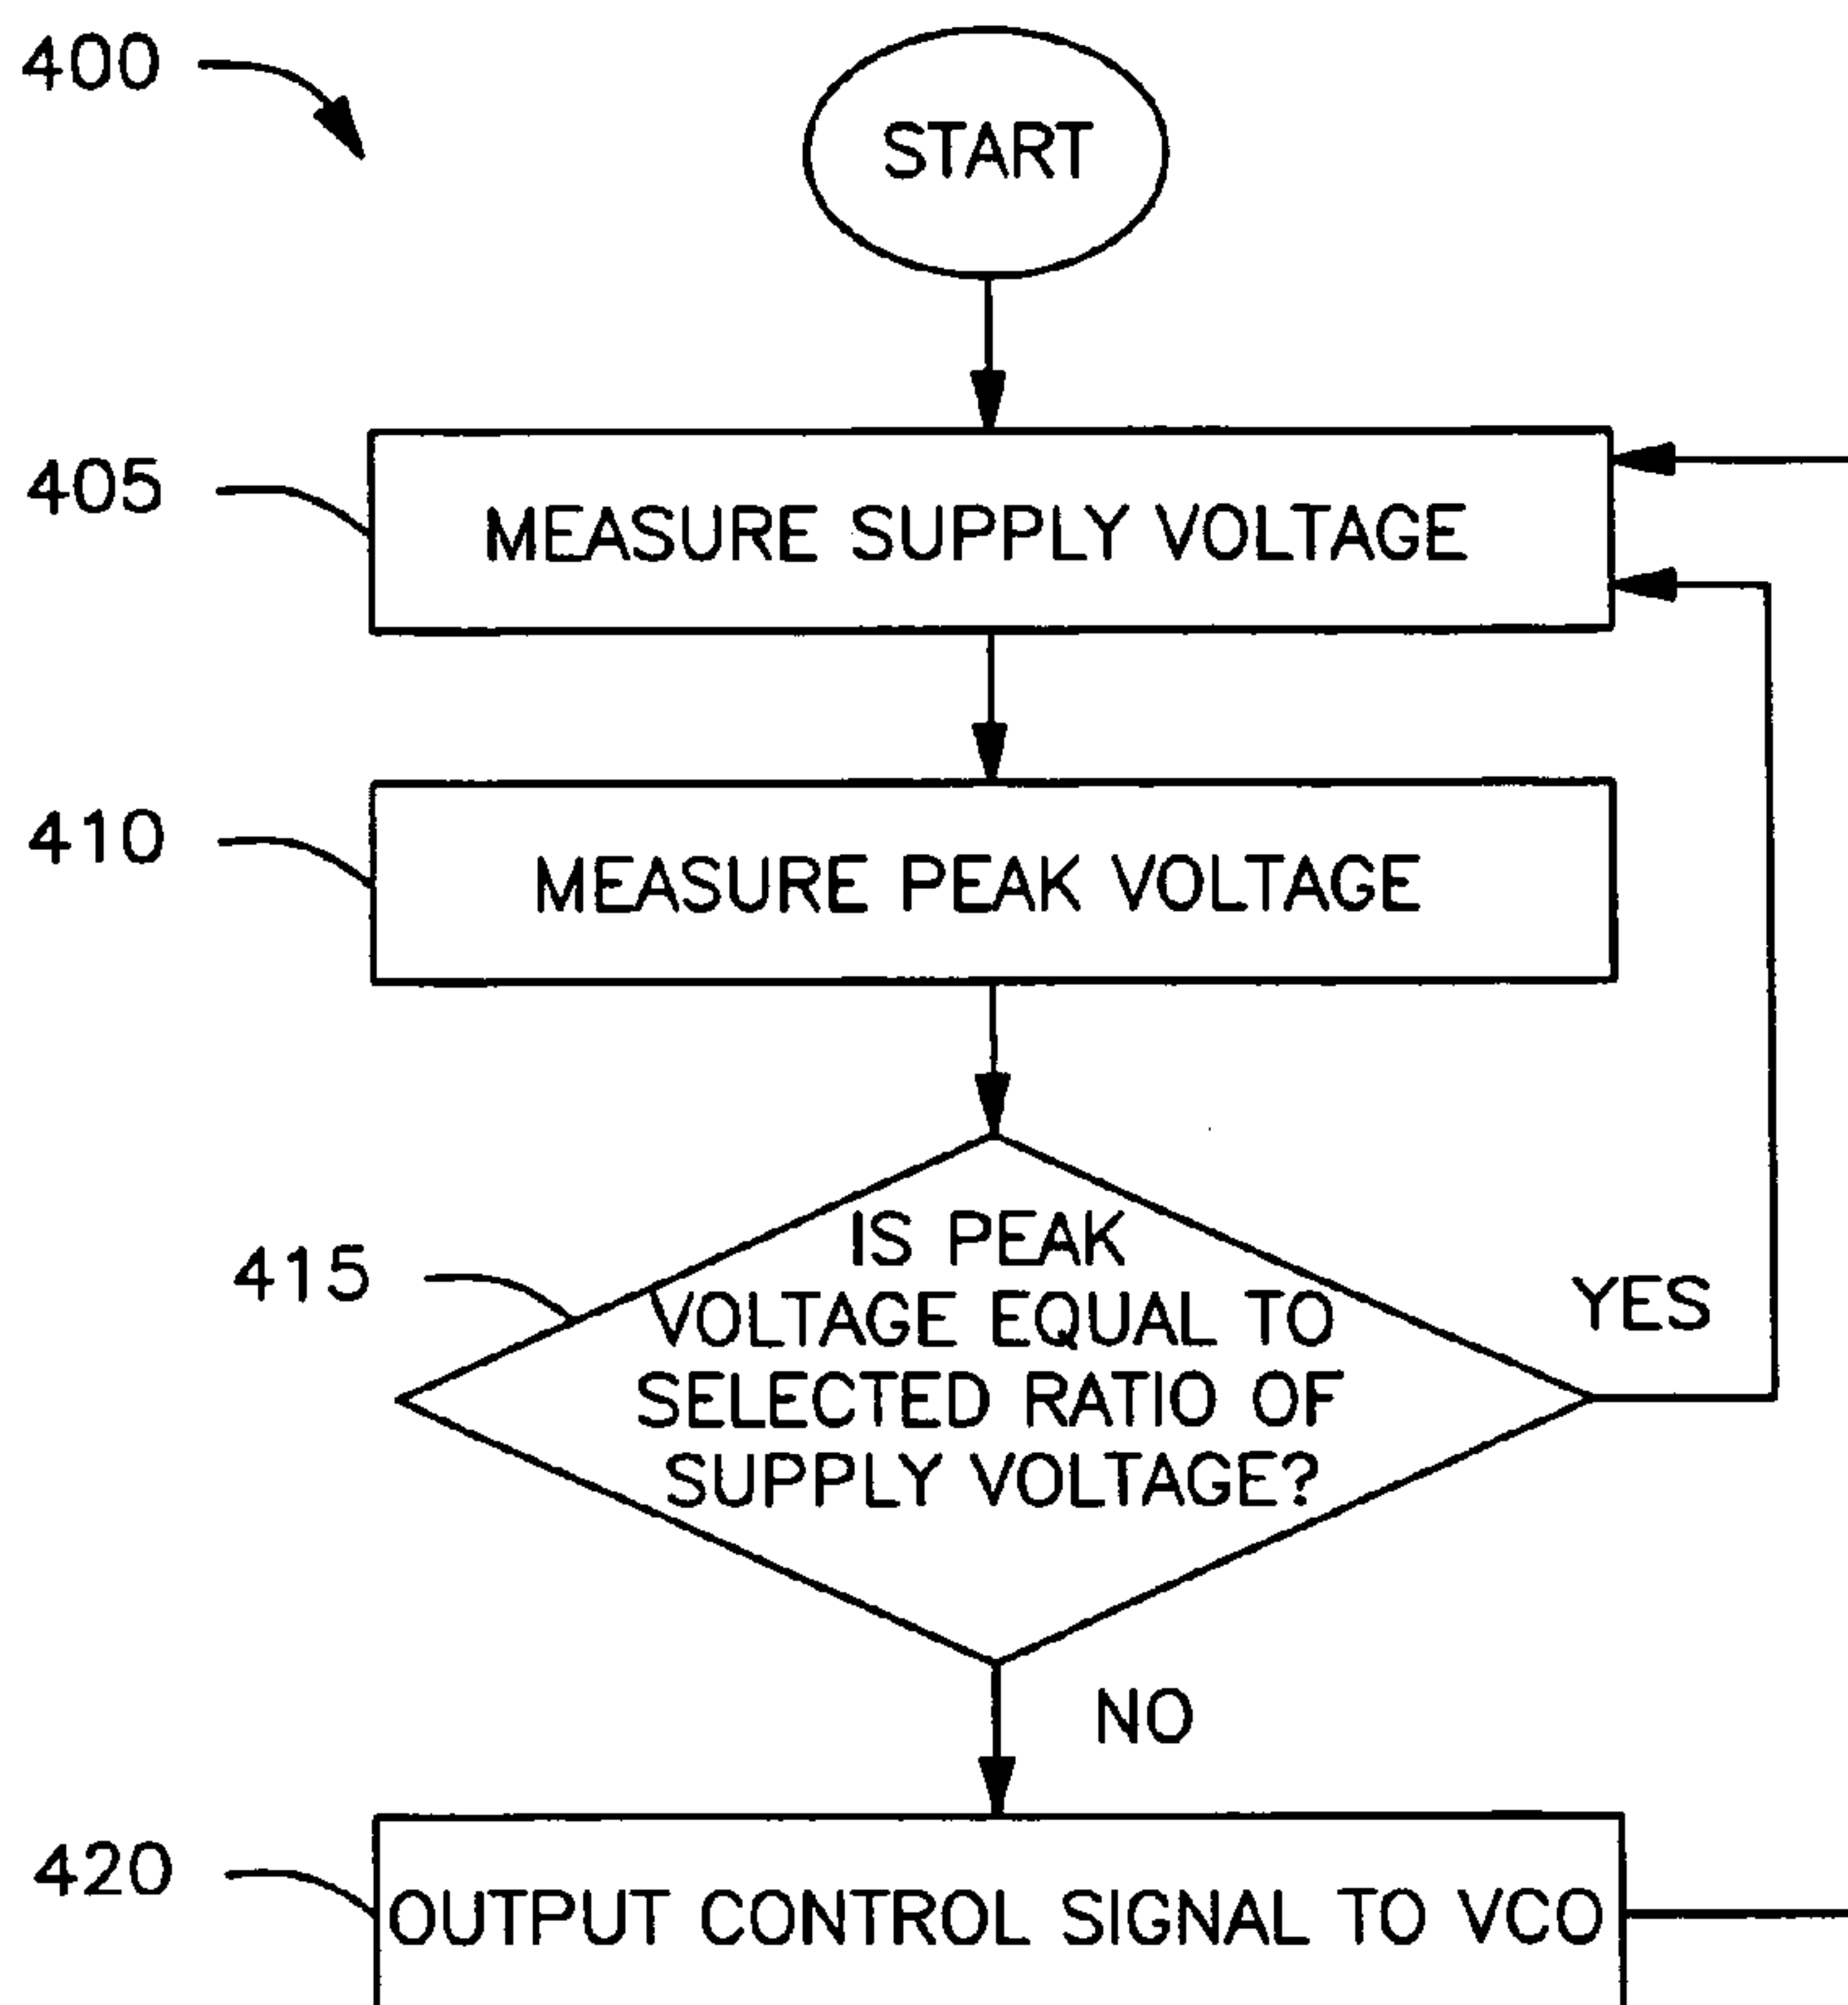 400
START
405
MEASURE SUPPLY VOLTAGE
410
MEASURE PEAK VOLTAGE
415
IS PEAK
VOLTAGE EQUAL TO
SELECTED RATIO OF
SUPPLY VOLTAGE?
YES
NO
420
OUTPUT CONTROL SIGNAL TO VCO